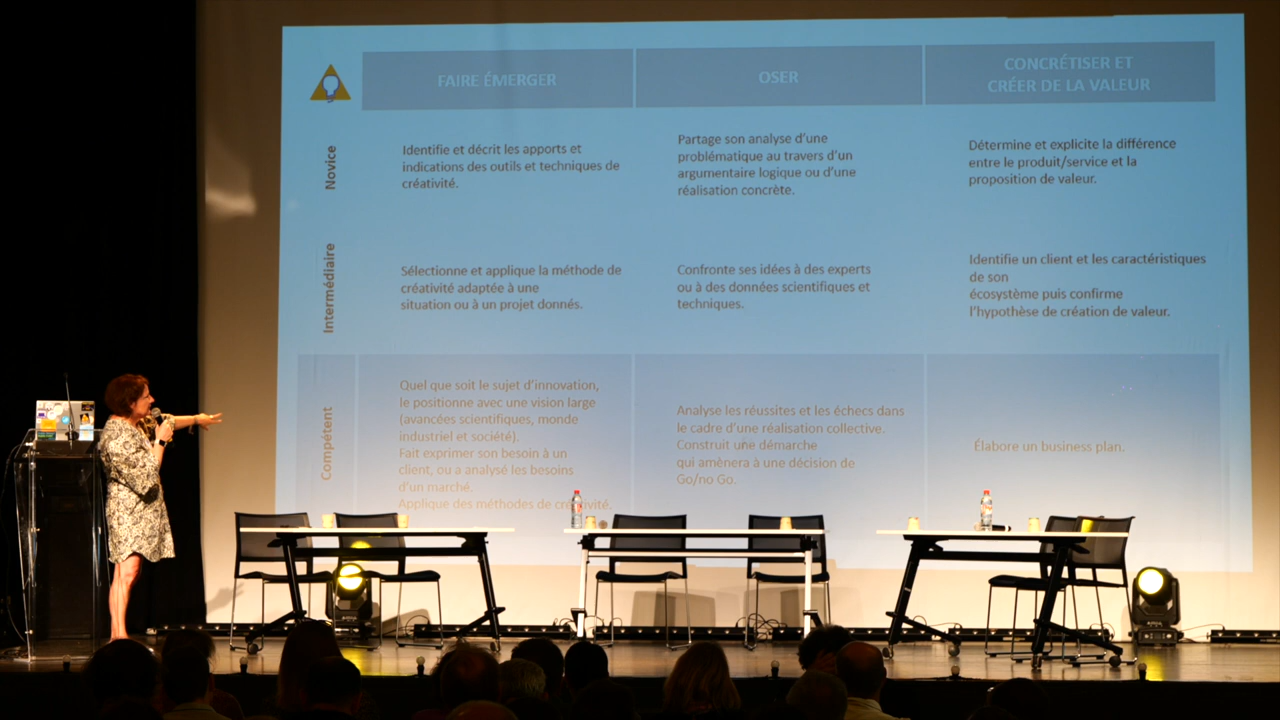 FAIRE ÉMERGER
OSER
CONCRÉTISER ET
CRÉER DE LA VALEUR
Novice
Identifie et décrit les apports et
indications des outils et techniques de
créativité.
Partage son analyse d'une
problématique au travers d'un
argumentaire logique ou d'une
réalisation concrète.
Détermine et explicite la différence
entre le produit/service et la
proposition de valeur.
Intermédiaire
Sélectionne et applique la méthode de
créativité adaptée à une
situation ou à un projet donnés.
Confronte ses idées à des experts
ou à des données scientifiques et
techniques.
Identifie un client et les caractéristiques
de son
écosystème puis confirme
l'hypothèse de création de valeur.
Compétent
Quel que soit le sujet d'innovation,
le positionne avec une vision large
(avancées scientifiques, monde
industriel et société).
Fait exprimer son besoin à un
client, ou a analysé les besoins
d'un marché.
Applique des méthodes de créativité.
Analyse les réussites et les échecs dans
le cadre d'une réalisation collective.
Construit une démarche
qui amènera à une décision de
Go/no Go.
Élabore un business plan.